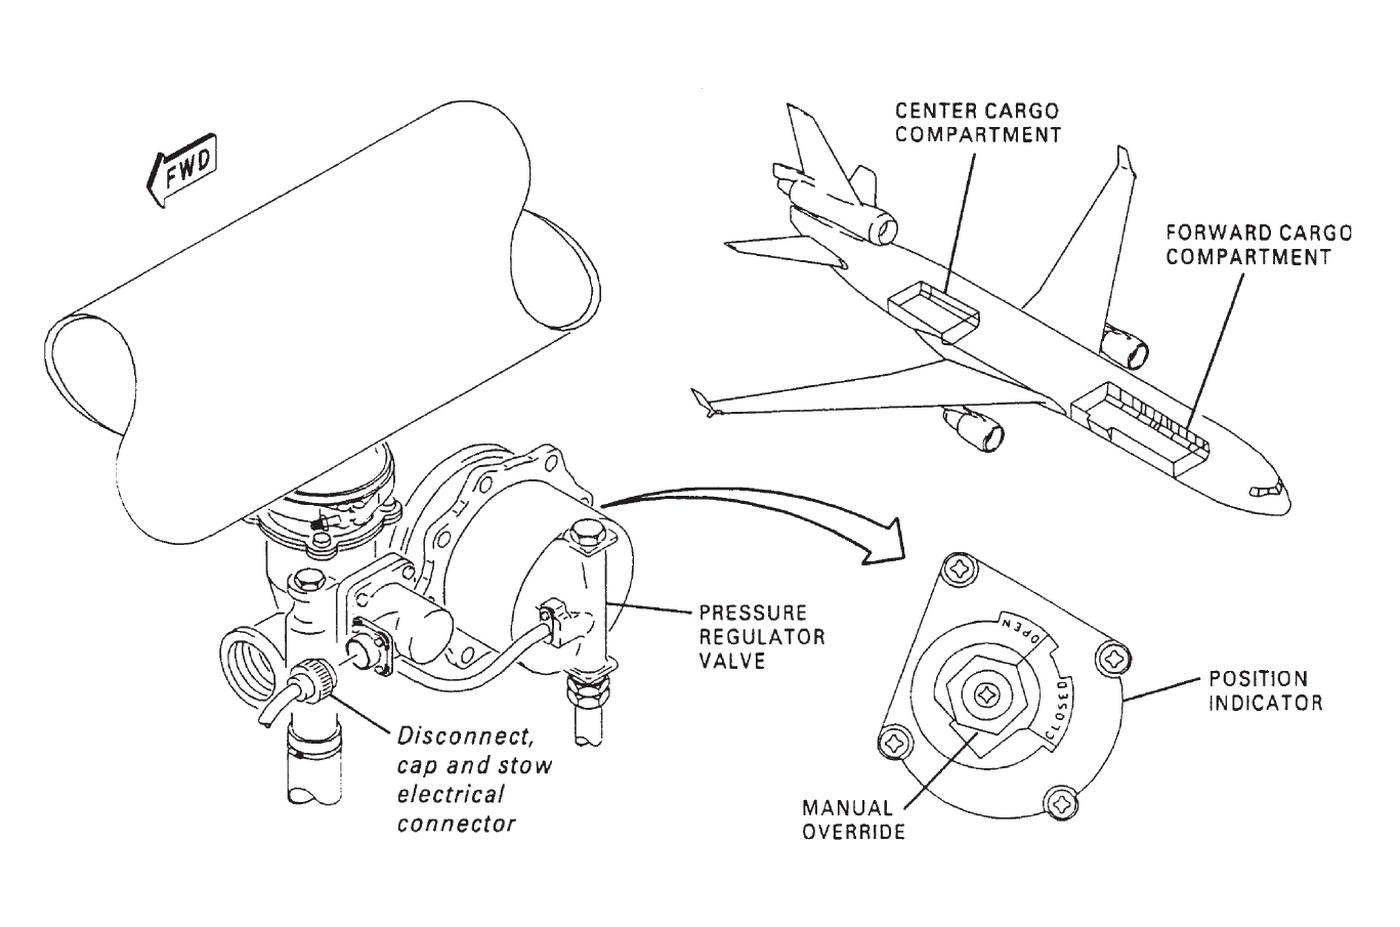 FWD
CENTER CARGO
COMPARTMENT
FORWARD CARGO
COMPARTMENT
PRESSURE
REGULATOR
VALVE
OPEN
CLOSED
POSITION
INDICATOR
Disconnect,
cap and stow
electrical
connector
MANUAL
OVERRIDE